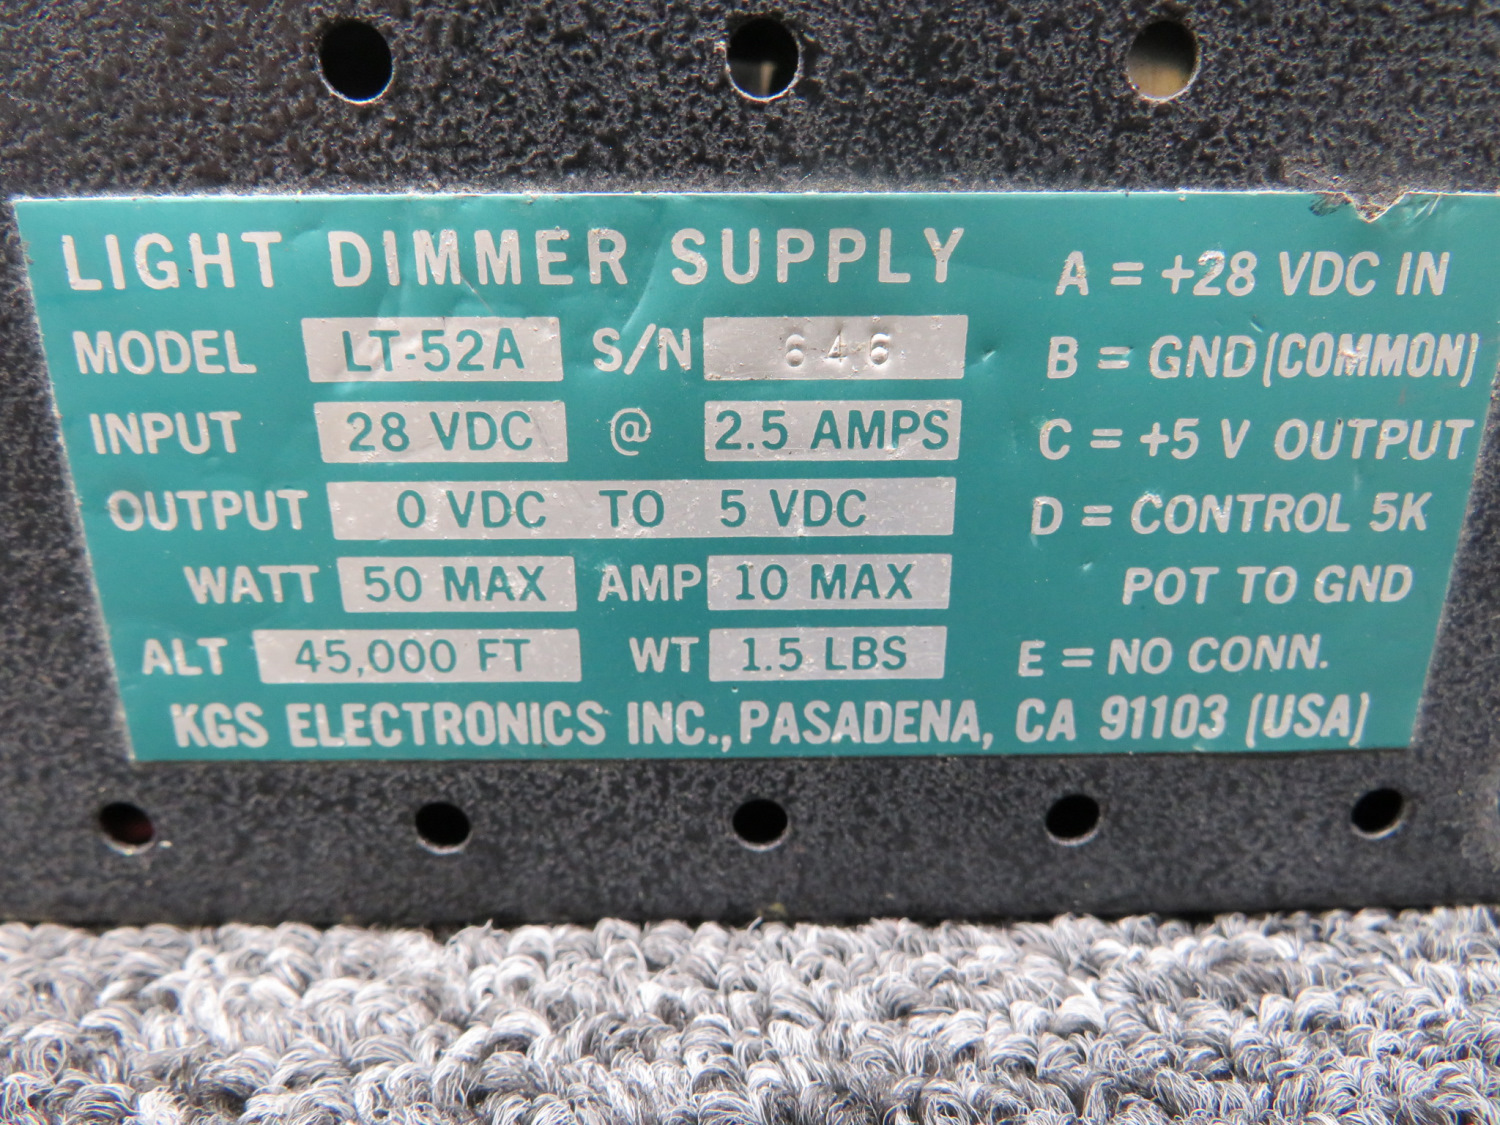 LIGHT DIMMER SUPPLY
MODEL LT-52A S/N 646
INPUT 28 VDC @ 2.5 AMPS
OUTPUT 0 VDC TO 5 VDC
WATT 50 MAX AMP 10 MAX
ALT 45,000 FT WT 1.5 LBS
A = +28 VDC IN
B = GND (COMMON)
C = +5 V OUTPUT
D = CONTROL 5K
POT TO GND
E = NO CONN.
KGS ELECTRONICS INC., PASADENA, CA 91103 (USA)